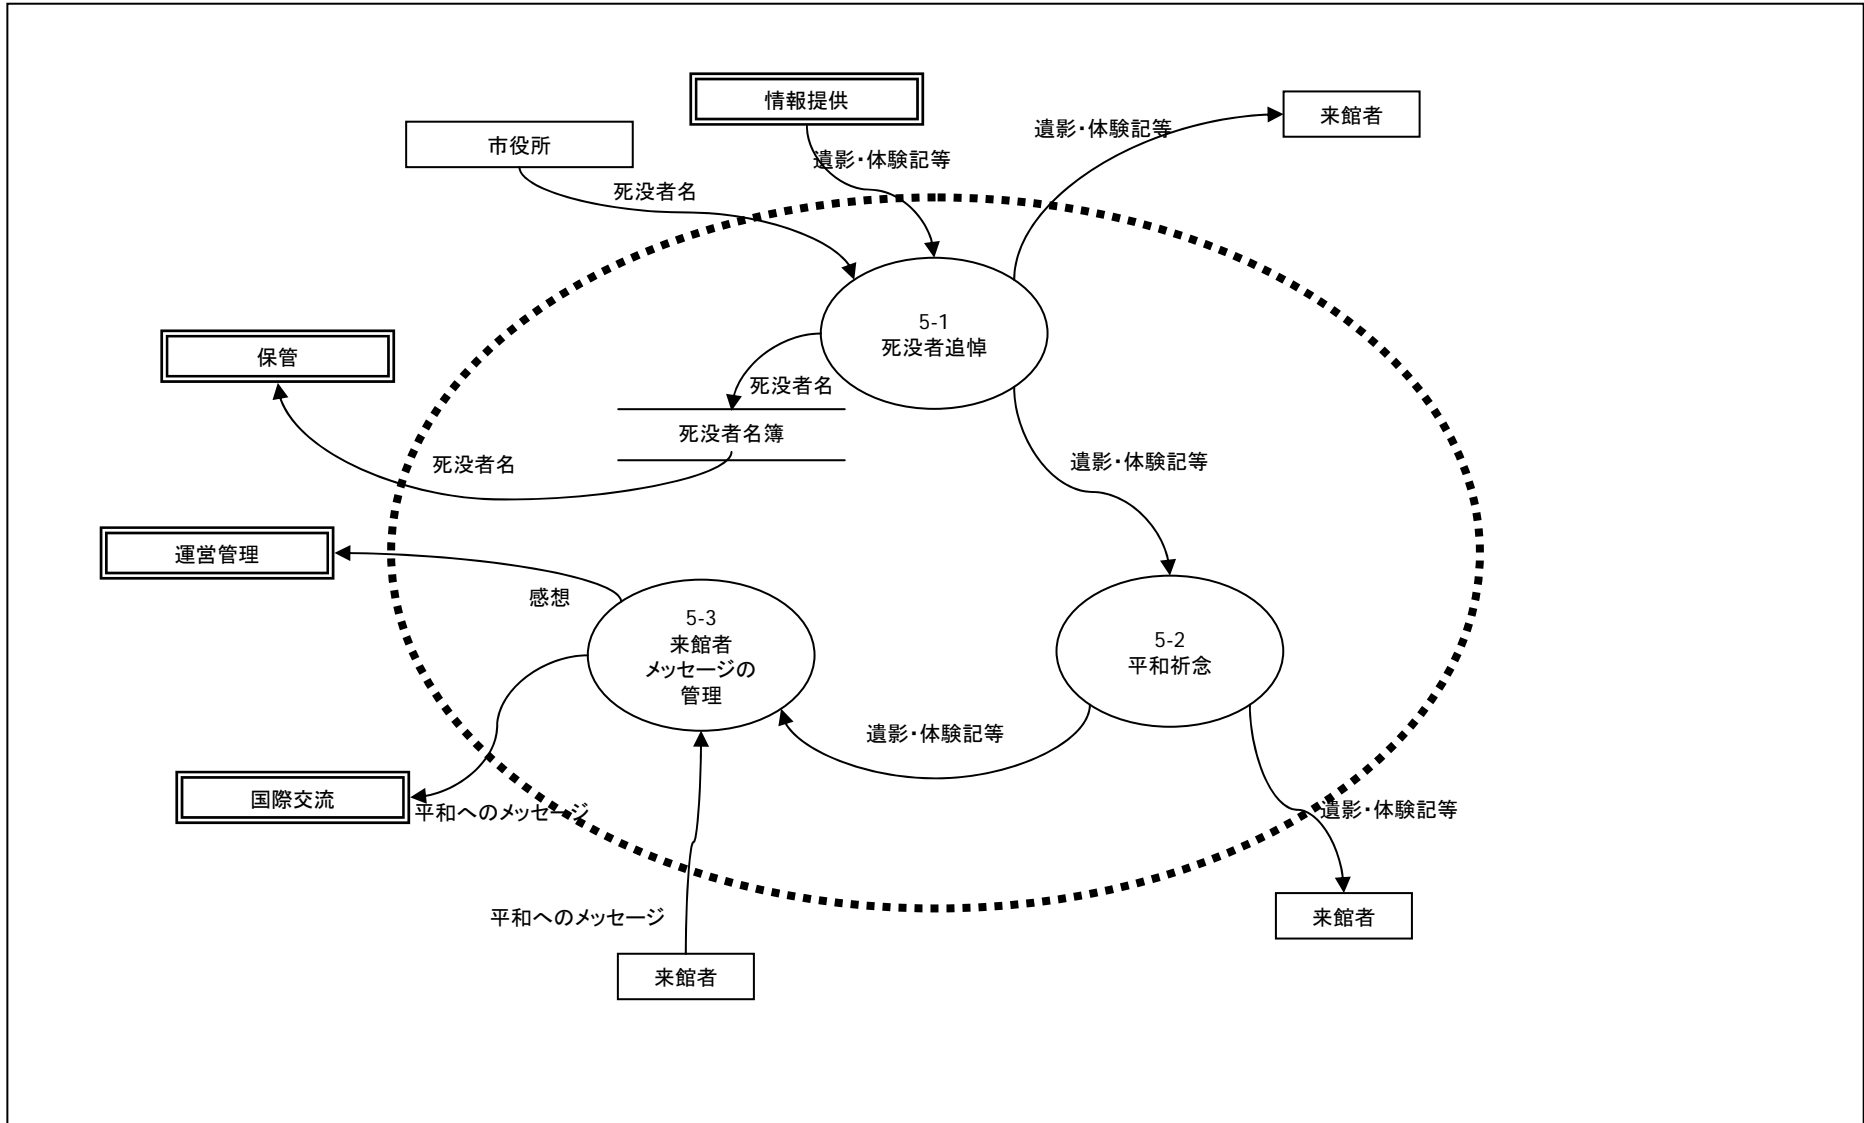 情報提供
来館者
市役所
遺影・体験記等
遺影・体験記等
死没者名
5-1
死没者追悼
保管
死没者名
死没者名簿
死没者名
遺影・体験記等
運営管理
感想
5-3
来館者
メッセージの
管理
5-2
平和祈念
遺影・体験記等
国際交流
平和へのメッセージ
遺影・体験記等
平和へのメッセージ
来館者
来館者